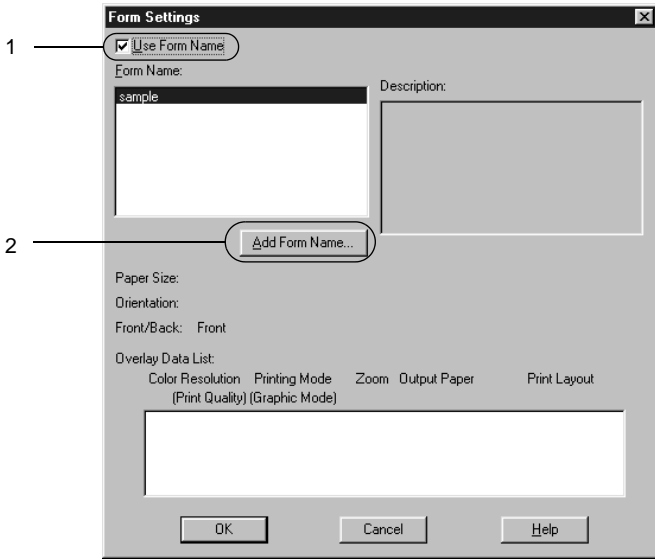 Form Settings
1
Use Form Name
Form Name:
Description:
sample
2
Add Form Name...
Paper Size:
Orientation:
Front/Back: Front
Overlay Data List:
Color Resolution Printing Mode Zoom Output Paper Print Layout
(Print Quality) (Graphic Mode)
OK Cancel Help